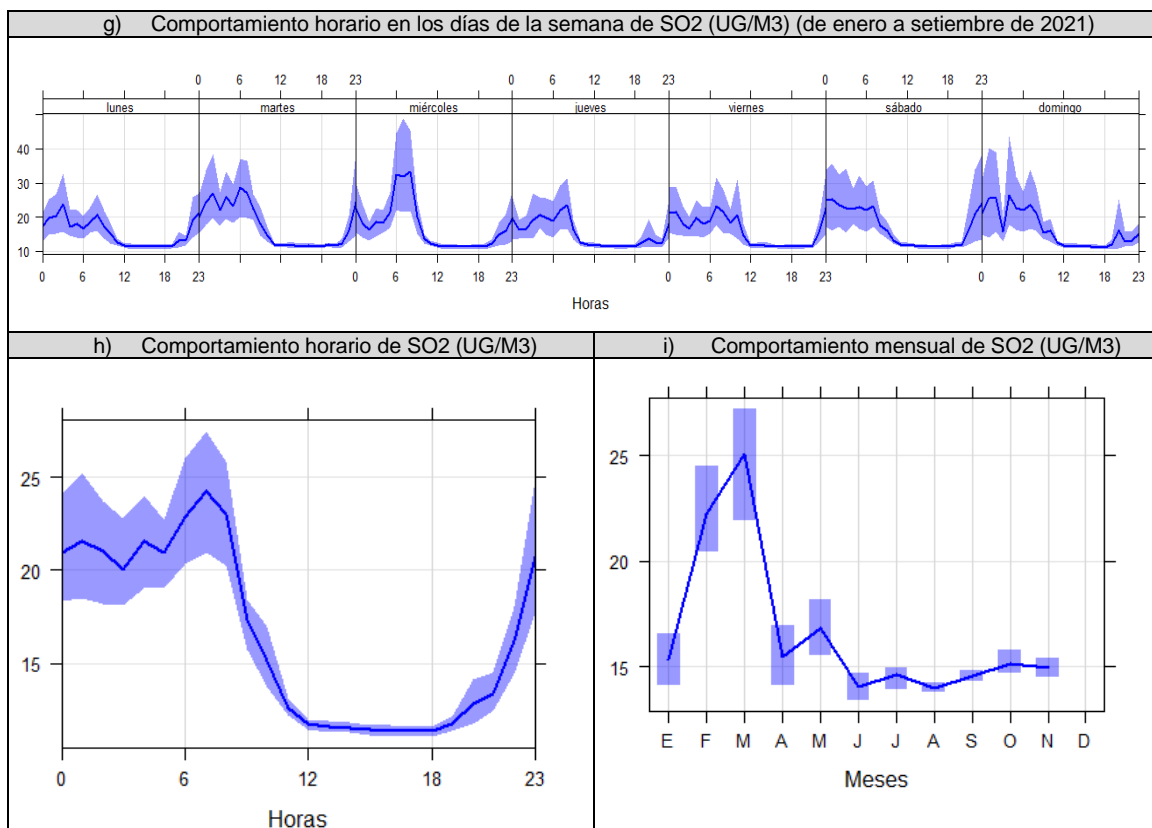 g) Comportamiento horario en los días de la semana de SO2 (UG/M3) (de enero a setiembre de 2021)
0 6 12 18 23 0 6 12 18 23 0 6 12 18 23
lunes martes miércoles jueves viernes sábado domingo
40
30
20
10
0 6 12 18 23 0 6 12 18 23 0 6 12 18 23 0 6 12 18 23
Horas
h) Comportamiento horario de SO2 (UG/M3)
25
20
15
0 6 12 18 23
Horas
i) Comportamiento mensual de SO2 (UG/M3)
25
20
15
E F M A M J J A S O N D
Meses